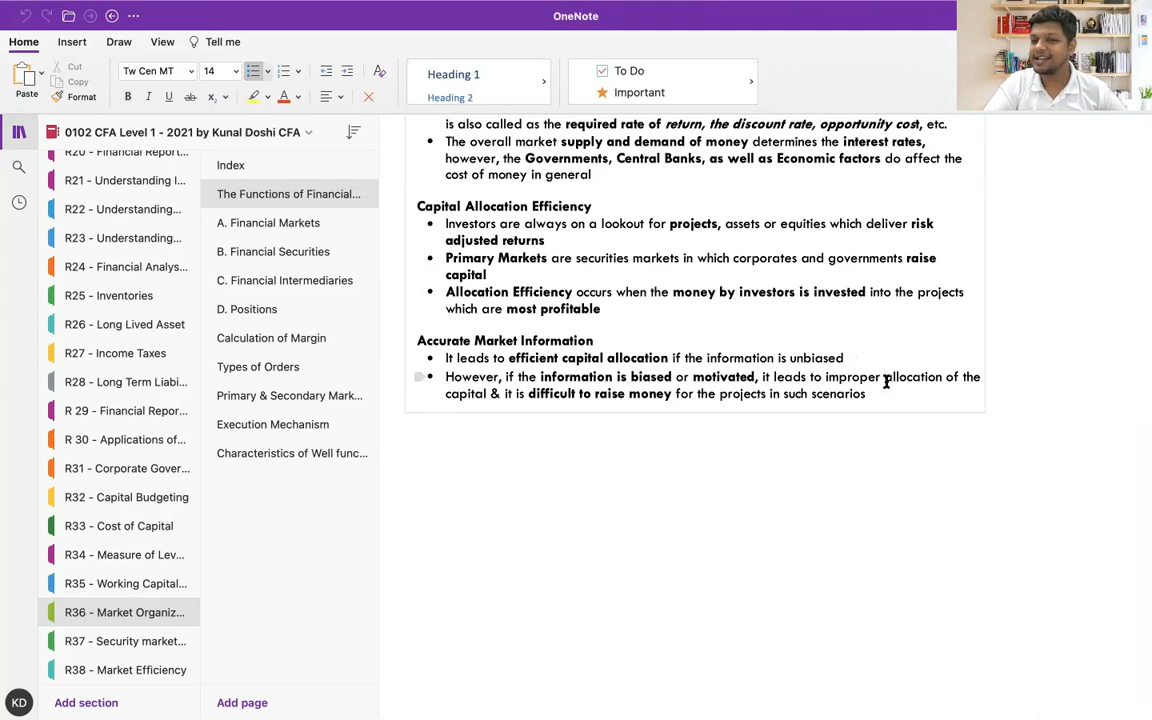 OneNote
Home
Insert
Draw
View
Tell me
Paste
Cut
Copy
Format
Tw Cen MT
14
B I U ab x₂ A
Heading 1
Heading 2
To Do
Important
0102 CFA Level 1 - 2021 by Kunal Doshi CFA
R20 - Financial Report...
R21 - Understanding I...
R22 - Understanding...
R23 - Understanding...
R24 - Financial Analys...
R25 - Inventories
R26 - Long Lived Asset
R27 - Income Taxes
R28 - Long Term Liabi...
R 29 - Financial Repor...
R 30 - Applications of...
R31 - Corporate Gover...
R32 - Capital Budgeting
R33 - Cost of Capital
R34 - Measure of Lev...
R35 - Working Capital...
R36 - Market Organiz...
R37 - Security market...
R38 - Market Efficiency
Add section
KD
Index
The Functions of Financial...
A. Financial Markets
B. Financial Securities
C. Financial Intermediaries
D. Positions
Calculation of Margin
Types of Orders
Primary & Secondary Mark...
Execution Mechanism
Characteristics of Well func...
Add page
is also called as the required rate of return, the discount rate, opportunity cost, etc.
• The overall market supply and demand of money determines the interest rates,
however, the Governments, Central Banks, as well as Economic factors do affect the
cost of money in general
Capital Allocation Efficiency
• Investors are always on a lookout for projects, assets or equities which deliver risk
adjusted returns
• Primary Markets are securities markets in which corporates and governments raise
capital
• Allocation Efficiency occurs when the money by investors is invested into the projects
which are most profitable
Accurate Market Information
• It leads to efficient capital allocation if the information is unbiased
• However, if the information is biased or motivated, it leads to improper allocation of the
capital & it is difficult to raise money for the projects in such scenarios